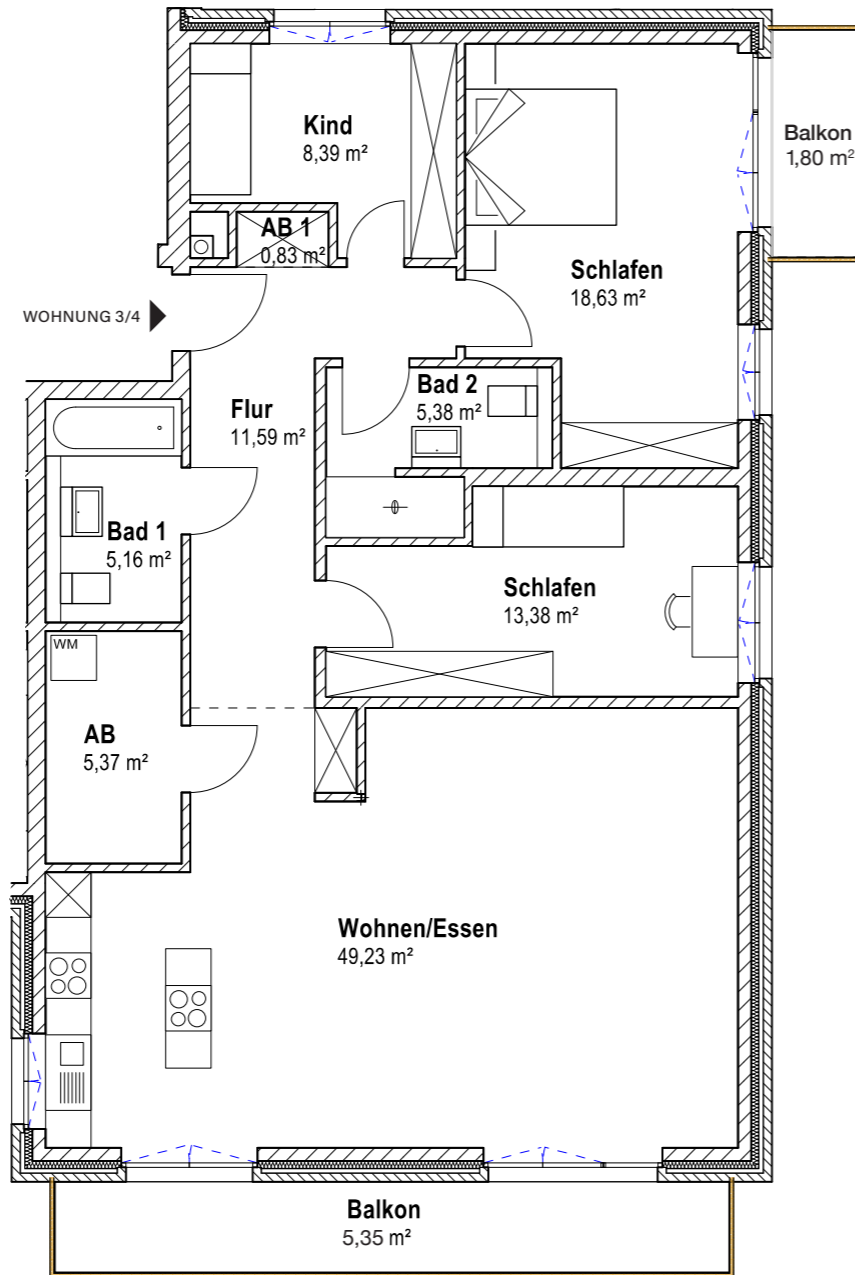 Kind
8,39 m²
Balkon
1,80 m²
AB 1
0,83 m²
Schlafen
18,63 m²
WOHNUNG 3/4
Bad 2
5,38 m²
Flur
11,59 m²
Bad 1
5,16 m²
Schlafen
13,38 m²
WM
AB
5,37 m²
Wohnen/Essen
49,23 m²
Balkon
5,35 m²